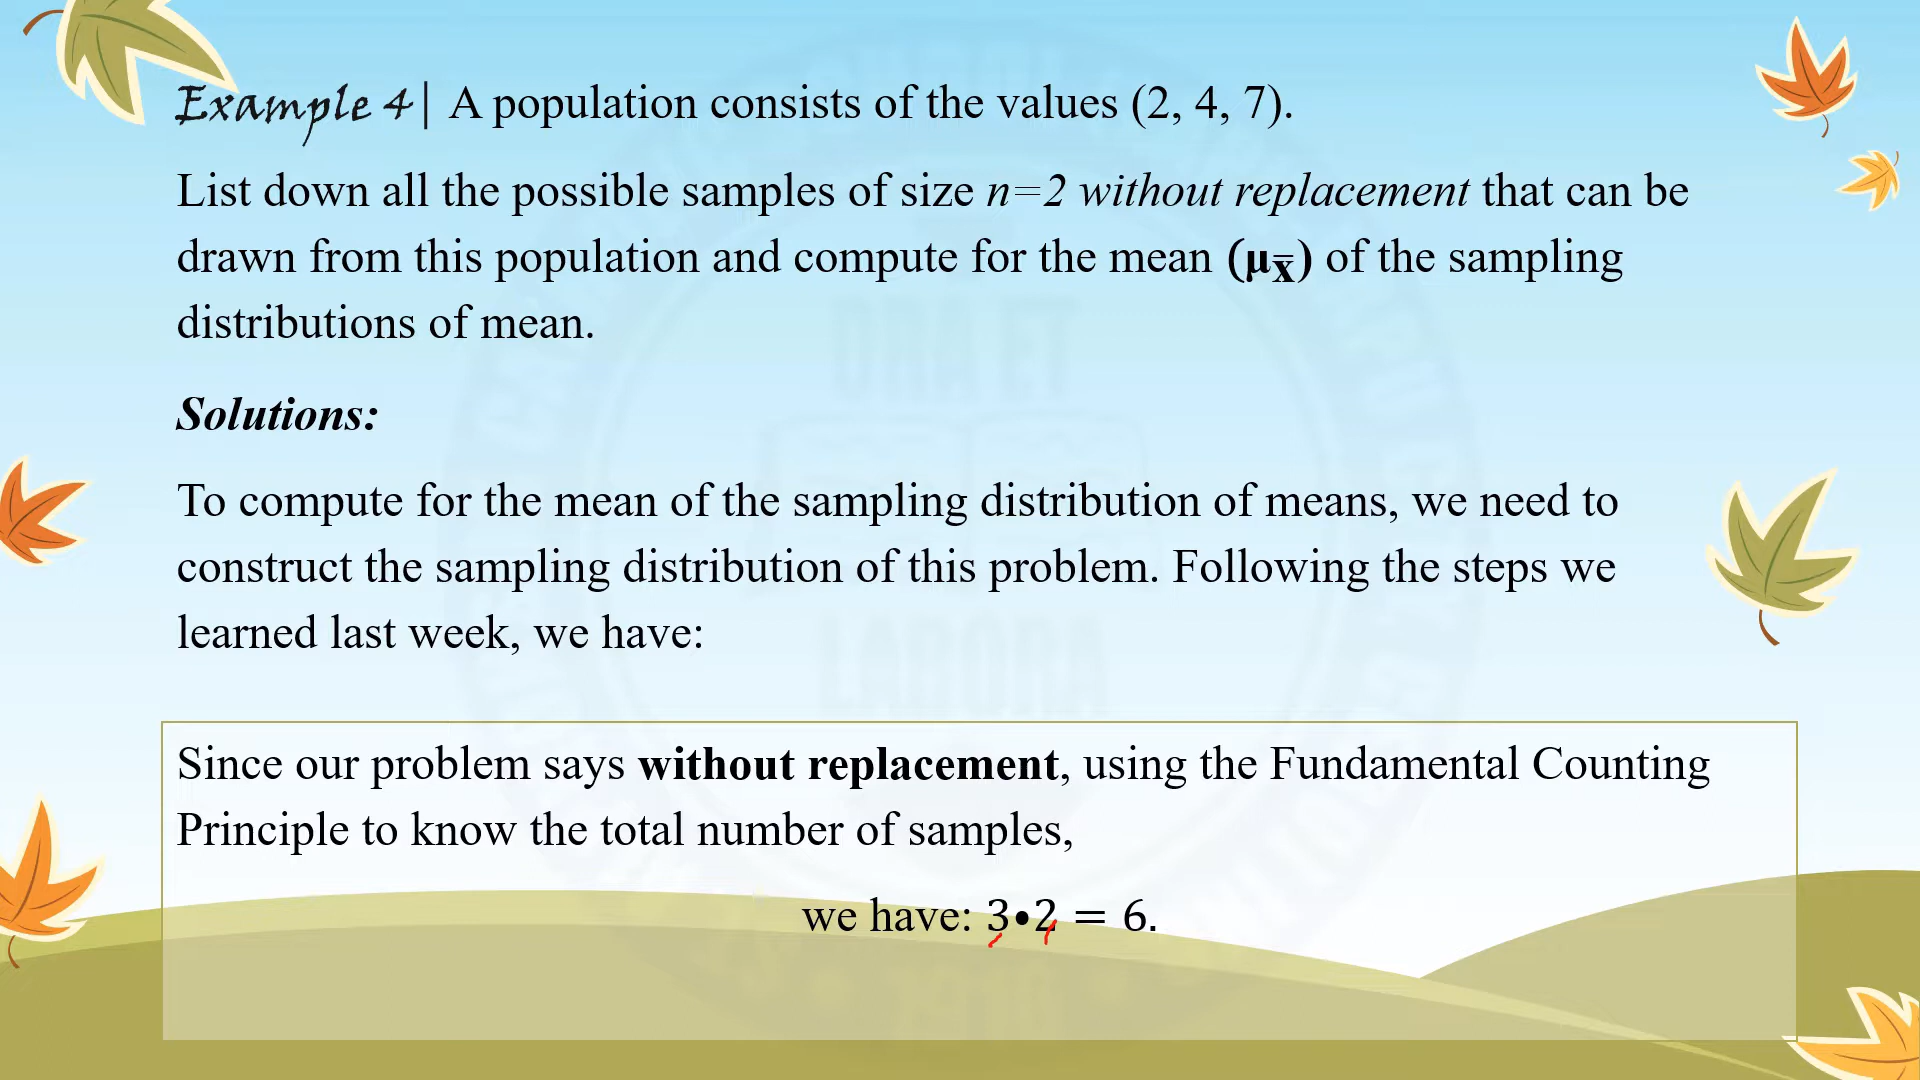 Example 4| A population consists of the values (2, 4, 7).
List down all the possible samples of size n=2 without replacement that can be
drawn from this population and compute for the mean (μx̅) of the sampling
distributions of mean.
Solutions:
To compute for the mean of the sampling distribution of means, we need to
construct the sampling distribution of this problem. Following the steps we
learned last week, we have:
Since our problem says without replacement, using the Fundamental Counting
Principle to know the total number of samples,
we have: 3•2 = 6.
ORA ET
LABORA